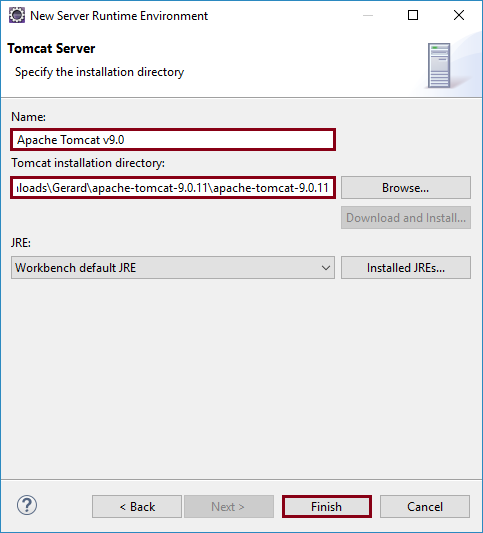 New Server Runtime Environment
Tomcat Server
Specify the installation directory
Name:
Apache Tomcat v9.0
Tomcat installation directory:
loads\Gerard\apache-tomcat-9.0.11\apache-tomcat-9.0.11
Browse...
Download and Install...
JRE:
Workbench default JRE
Installed JREs...
?
< Back
Next >
Finish
Cancel